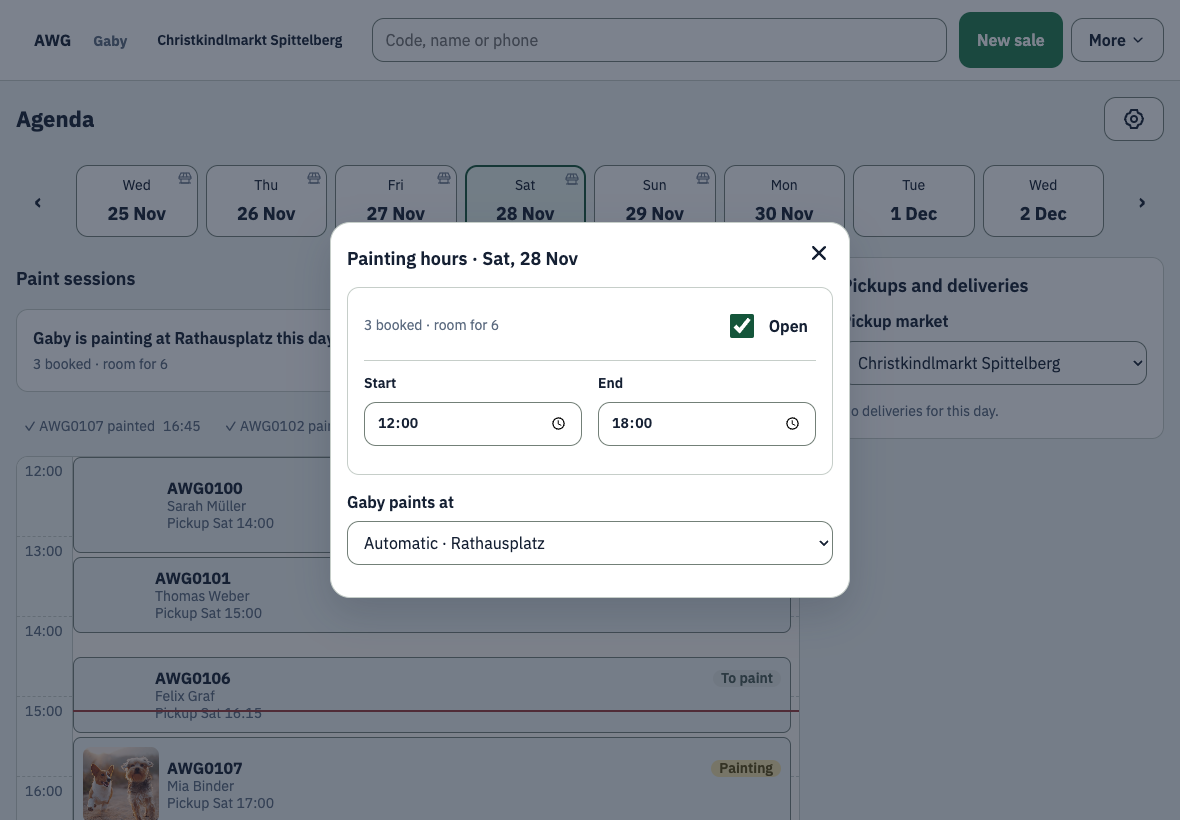 AWG Gaby Christkindlmarkt Spittelberg Code, name or phone New sale More
Agenda
Wed Thu Fri Sat Sun Mon Tue Wed
25 Nov 26 Nov 27 Nov 28 Nov 29 Nov 30 Nov 1 Dec 2 Dec
Painting hours · Sat, 28 Nov
3 booked · room for 6 Open
Start End
12:00 18:00
Gaby paints at
Automatic · Rathausplatz
Paint sessions
Gaby is painting at Rathausplatz this day
3 booked · room for 6
AWG0107 painted 16:45 AWG0102
12:00
AWG0100
Sarah Müller
Pickup Sat 14:00
13:00
AWG0101
Thomas Weber
Pickup Sat 15:00
14:00
AWG0106 To paint
Felix Graf
Pickup Sat 16:15
15:00
AWG0107 Painting
Mia Binder
Pickup Sat 17:00
16:00
Pickups and deliveries
Pickup market
Christkindlmarkt Spittelberg
deliveries for this day.